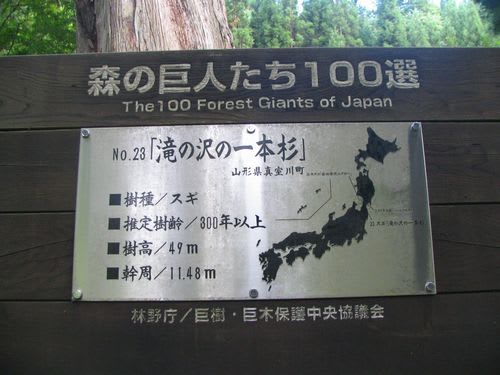 森の巨人たち100選
The 100 Forest Giants of Japan
No.23「滝の沢の一本杉」
山形県真室川町
■樹種/スギ
■推定樹齢/300年以上
■樹高/49m
■幹周/11.48m
林野庁/巨樹・巨木保護中央協議会